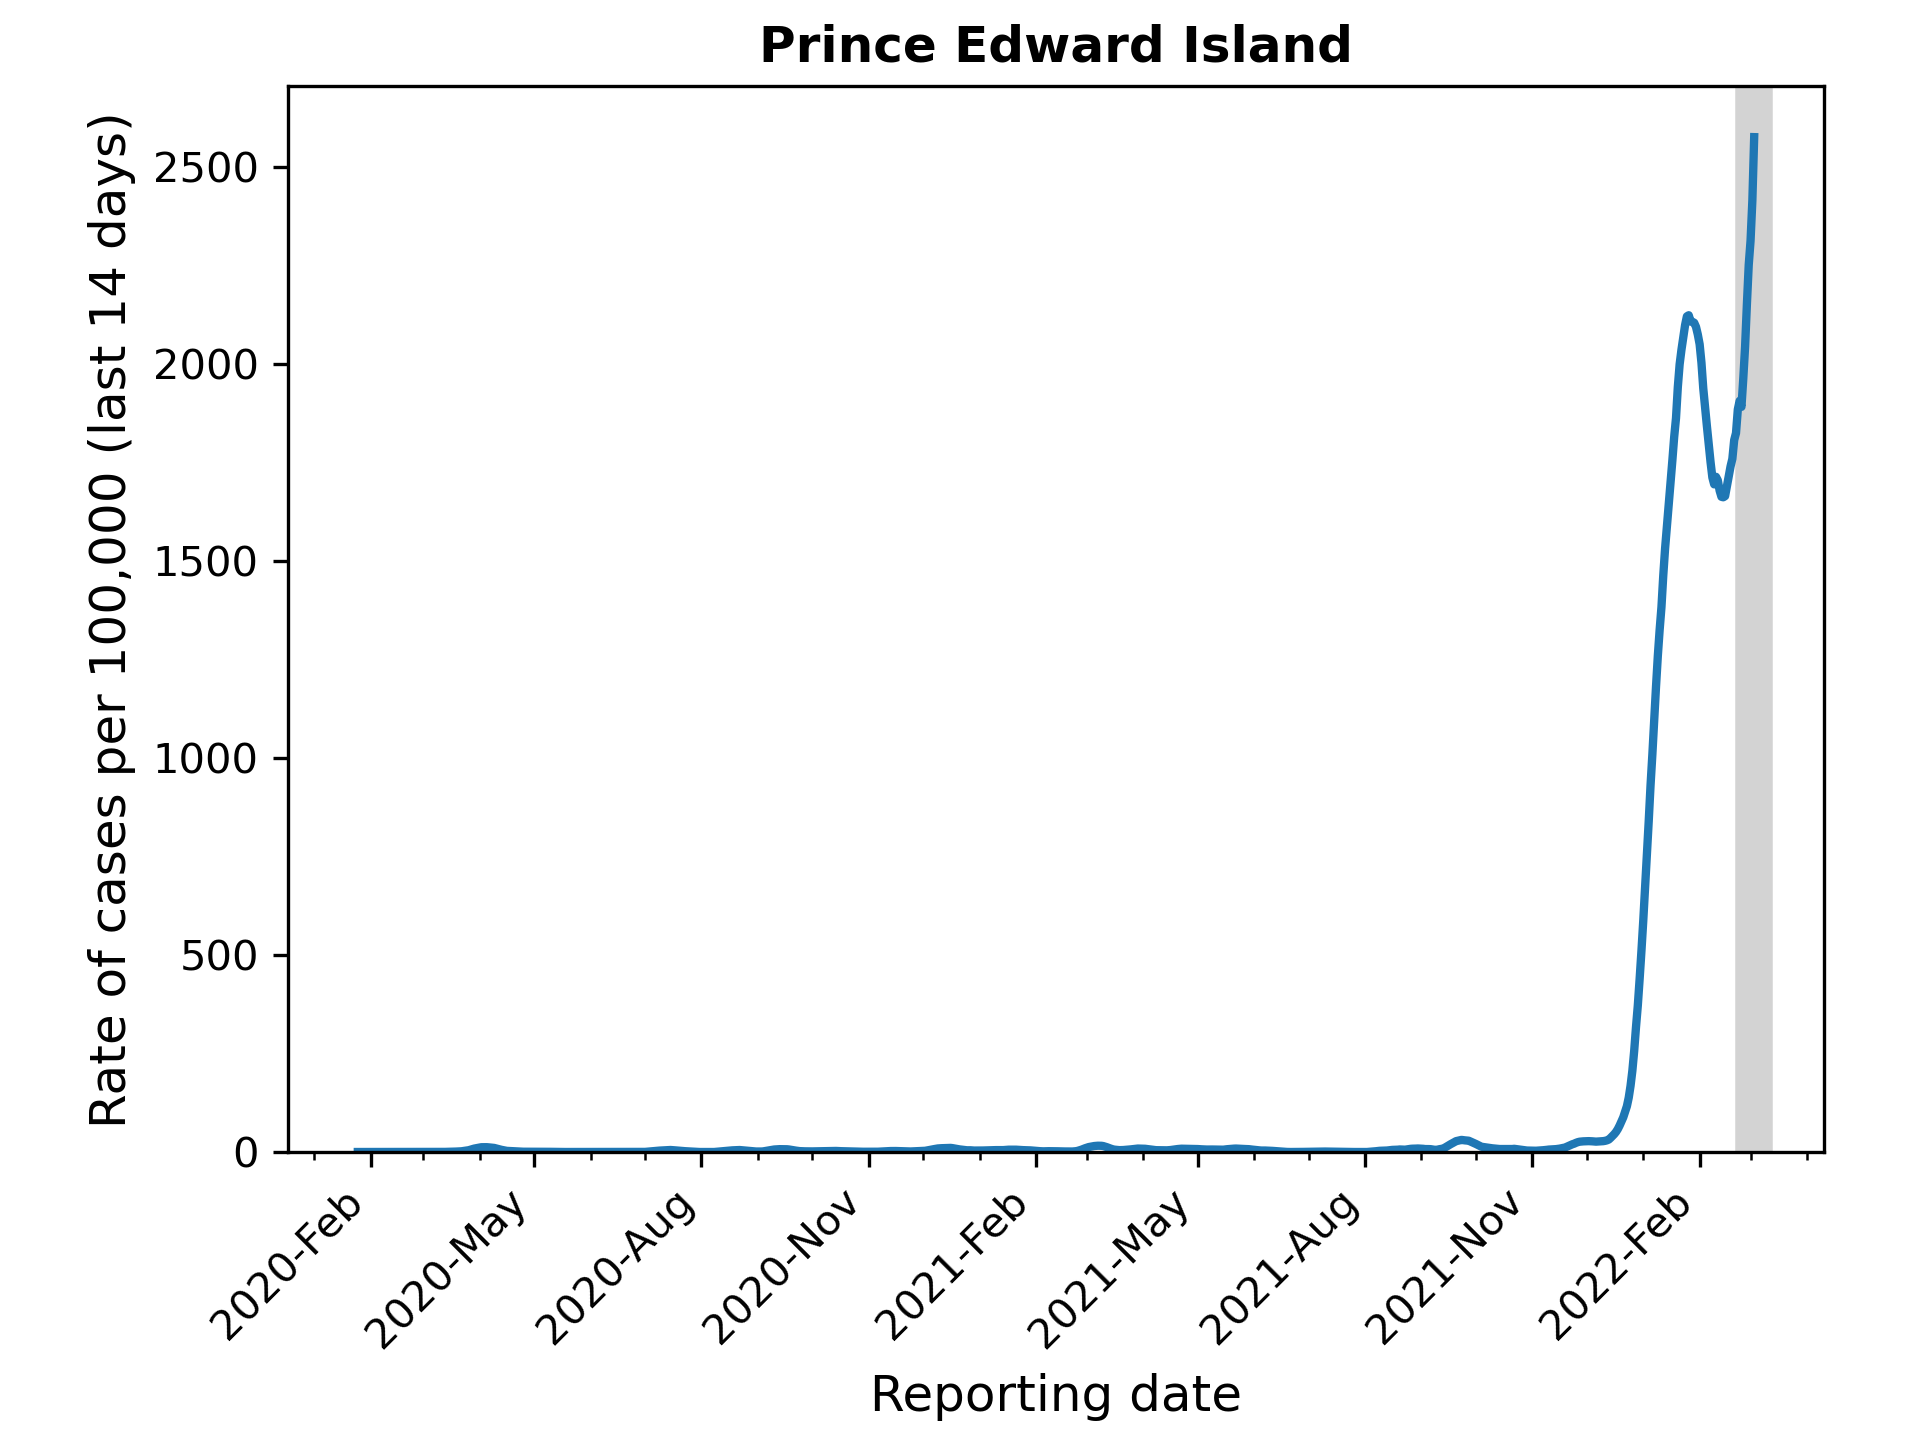 Prince Edward Island
Rate of cases per 100,000 (last 14 days)
2500
2000
1500
1000
500
0
2020-Feb
2020-May
2020-Aug
2020-Nov
2021-Feb
2021-May
2021-Aug
2021-Nov
2022-Feb
Reporting date